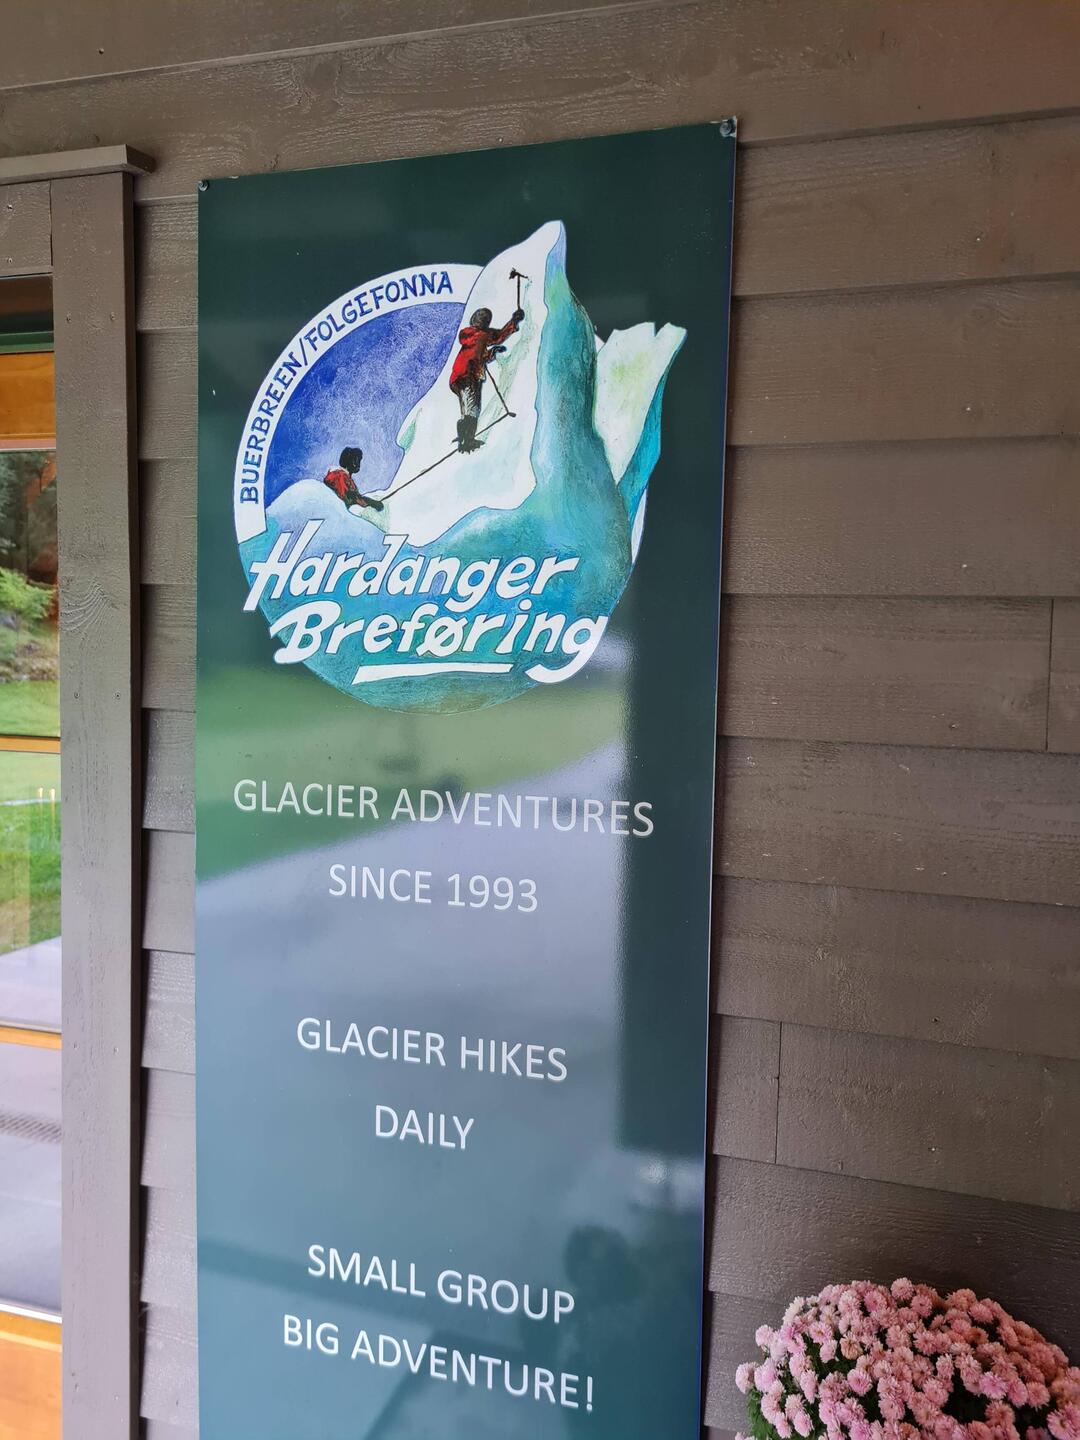 BUERBREEN/FOLGEFONNA
Hardanger
Breføring
GLACIER ADVENTURES
SINCE 1993
GLACIER HIKES
DAILY
SMALL GROUP
BIG ADVENTURE!